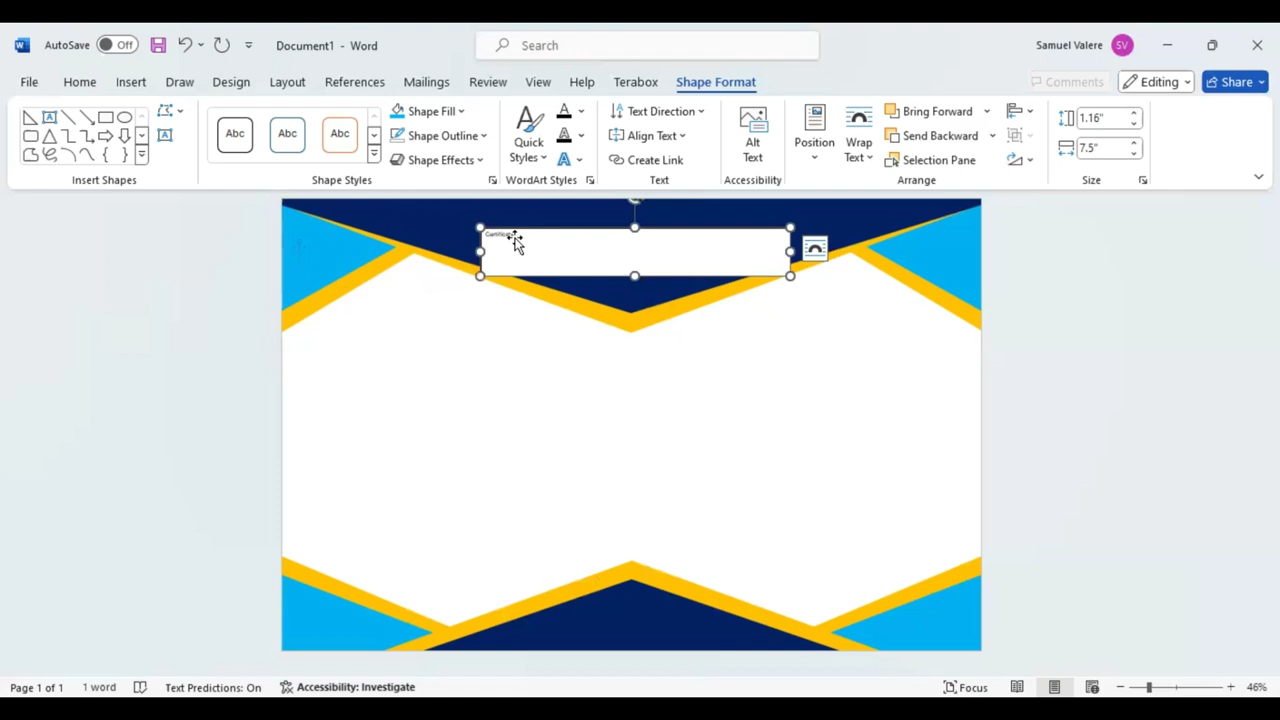 AutoSave Off Document1 - Word Search Samuel Valere SV
File Home Insert Draw Design Layout References Mailings Review View Help Terabox Shape Format Comments Editing Share
Abc Abc Abc Shape Fill Shape Outline Shape Effects Quick Styles A A A Text Direction Align Text Create Link Alt Text Position Wrap Text Bring Forward Send Backward Selection Pane 1.16" 7.5"
Insert Shapes Shape Styles WordArt Styles Text Accessibility Arrange Size
Page 1 of 1 1 word Text Predictions: On Accessibility: Investigate Focus 46%